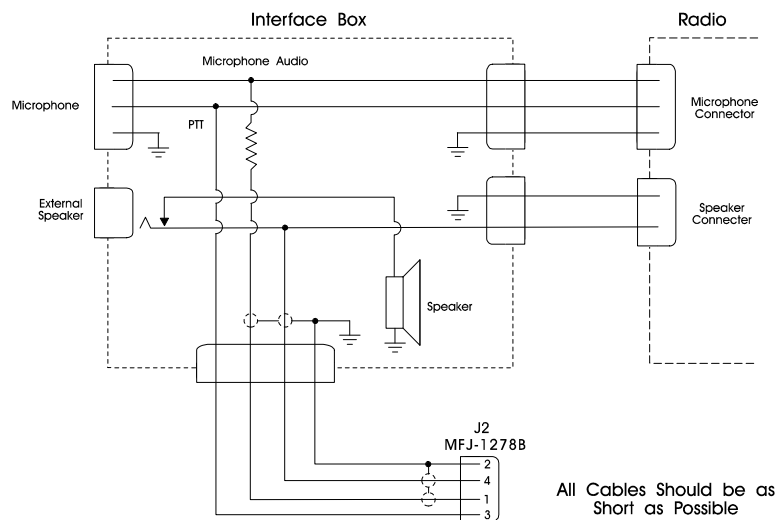 Interface Box
Radio
Microphone Audio
Microphone
Microphone
Connector
PTT
External
Speaker
Speaker
Connecter
Speaker
J2
MFJ-1278B
2
4
1
3
All Cables Should be as
Short as Possible